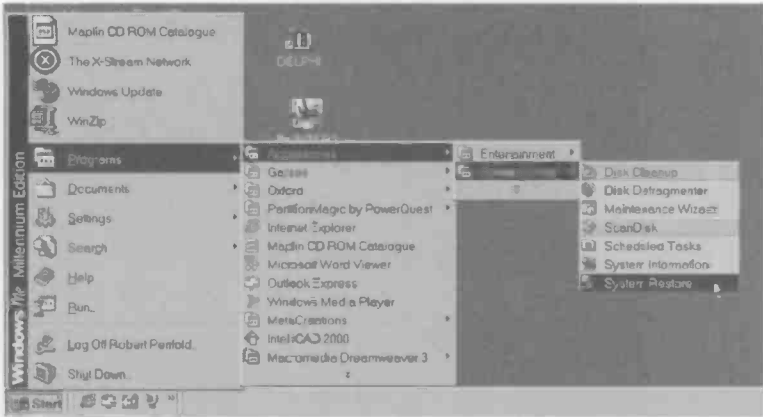 Maplin CD ROM Catalogue
The X-Stream Network
Windows Update
WinZip
Windows Me Millennium Edition
Programs
Documents
Settings
Search
Help
Run...
Log Off Robert Penfold...
Shut Down...
Start
DELPHI
Accessories
Games
Oxford
PartitionMagic by PowerQuest
Internet Explorer
Maplin CD ROM Catalogue
Microsoft Word Viewer
Outlook Express
Windows Media Player
MetaCreations
IntelliCAD 2000
Macromedia Dreamweaver 3
Entertainment
Disk Cleanup
Disk Defragmenter
Maintenance Wizard
ScanDisk
Scheduled Tasks
System Information
System Restore